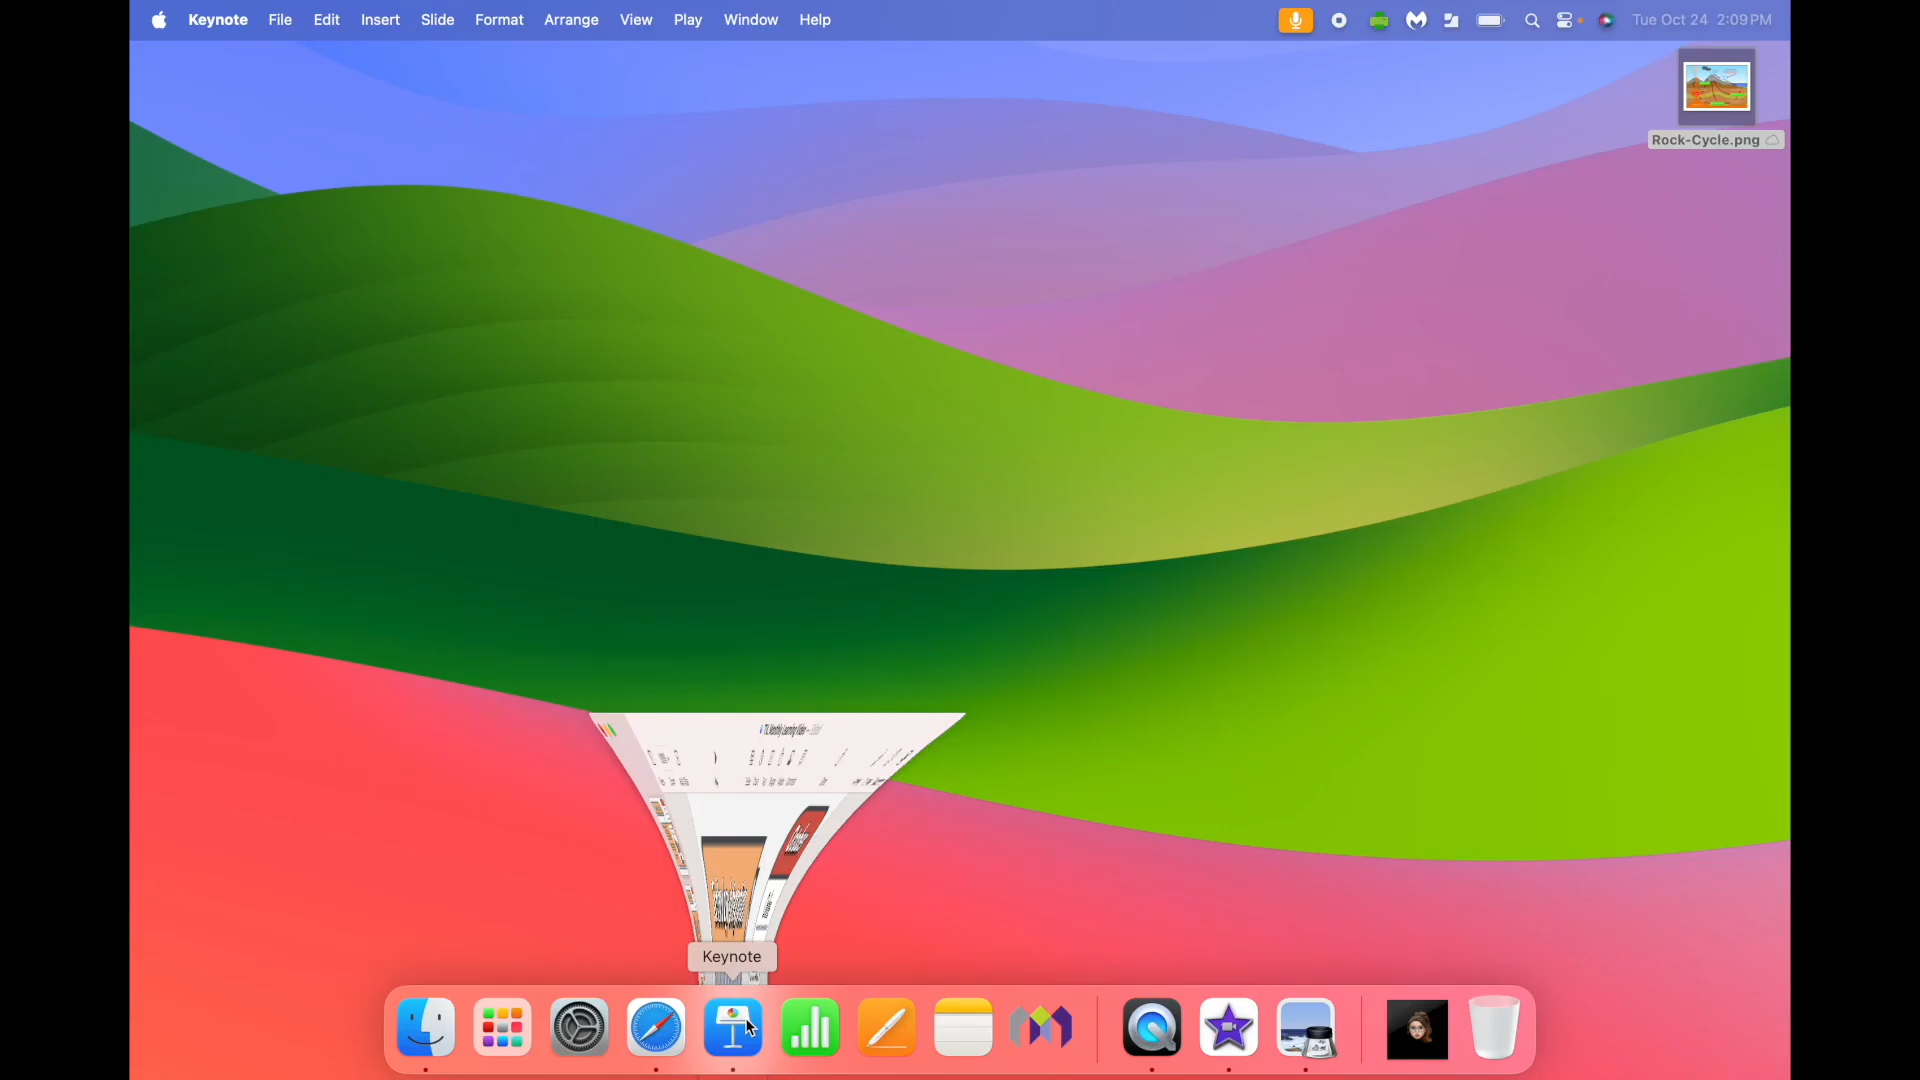 Keynote File Edit Insert Slide Format Arrange View Play Window Help Tue Oct 24 2:09 PM
Rock-Cycle.png
Keynote